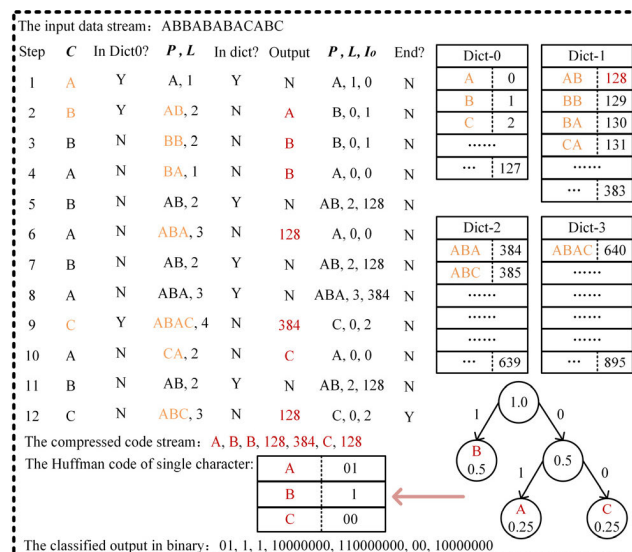 The input data stream: ABBABABACABC
Step C In Dict0? P, L In dict? Output P, L, I₀ End?
1 A Y A, 1 Y N A, 1, 0 N
2 B Y AB, 2 N A B, 0, 1 N
3 B N BB, 2 N B B, 0, 1 N
4 A N BA, 1 N B A, 0, 0 N
5 B N AB, 2 Y N AB, 2, 128 N
6 A N ABA, 3 N 128 A, 0, 0 N
7 B N AB, 2 Y N AB, 2, 128 N
8 A N ABA, 3 Y N ABA, 3, 384 N
9 C Y ABAC, 4 N 384 C, 0, 2 N
10 A N CA, 2 N C A, 0, 0 N
11 B N AB, 2 Y N AB, 2, 128 N
12 C N ABC, 3 N 128 C, 0, 2 Y
Dict-0
A 0
B 1
C 2
······
··· 127
Dict-1
AB 128
BB 129
BA 130
CA 131
······
··· 383
Dict-2
ABA 384
ABC 385
······
······
······
··· 639
Dict-3
ABAC 640
······
······
······
······
··· 895
The compressed code stream: A, B, B, 128, 384, C, 128
The Huffman code of single character:
A 01
B 1
C 00
1.0
1 0
B
0.5
0.5
1 0
A
0.25
C
0.25
The classified output in binary: 01, 1, 1, 10000000, 110000000, 00, 10000000